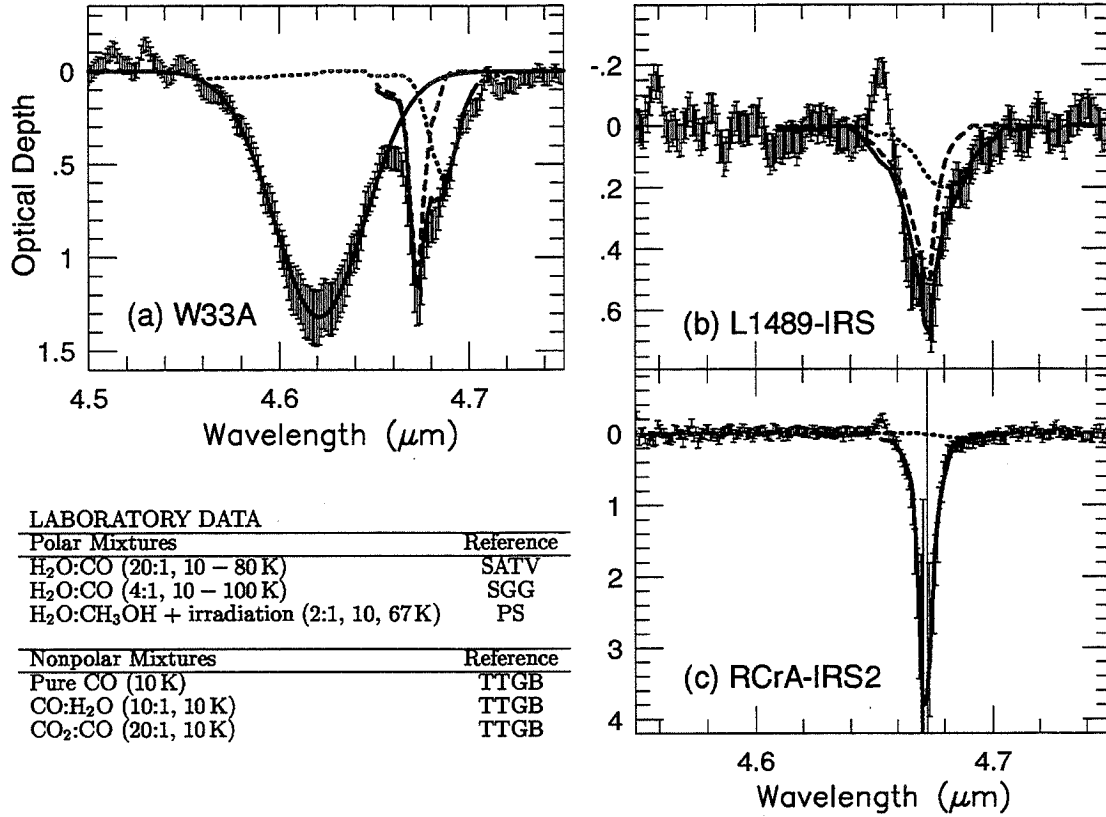 0
.5
1
1.5
Optical Depth
(a) W33A
4.5 4.6 4.7
Wavelength (μm)
-.2
0
.2
.4
.6
(b) L1489-IRS
0
1
2
3
4
(c) RCrA-IRS2
4.6 4.7
Wavelength (μm)
LABORATORY DATA
Polar Mixtures Reference
H₂O:CO (20:1, 10 – 80 K) SATV
H₂O:CO (4:1, 10 – 100 K) SGG
H₂O:CH₃OH + irradiation (2:1, 10, 67 K) PS
Nonpolar Mixtures Reference
Pure CO (10 K) TTGB
CO:H₂O (10:1, 10 K) TTGB
CO₂:CO (20:1, 10 K) TTGB